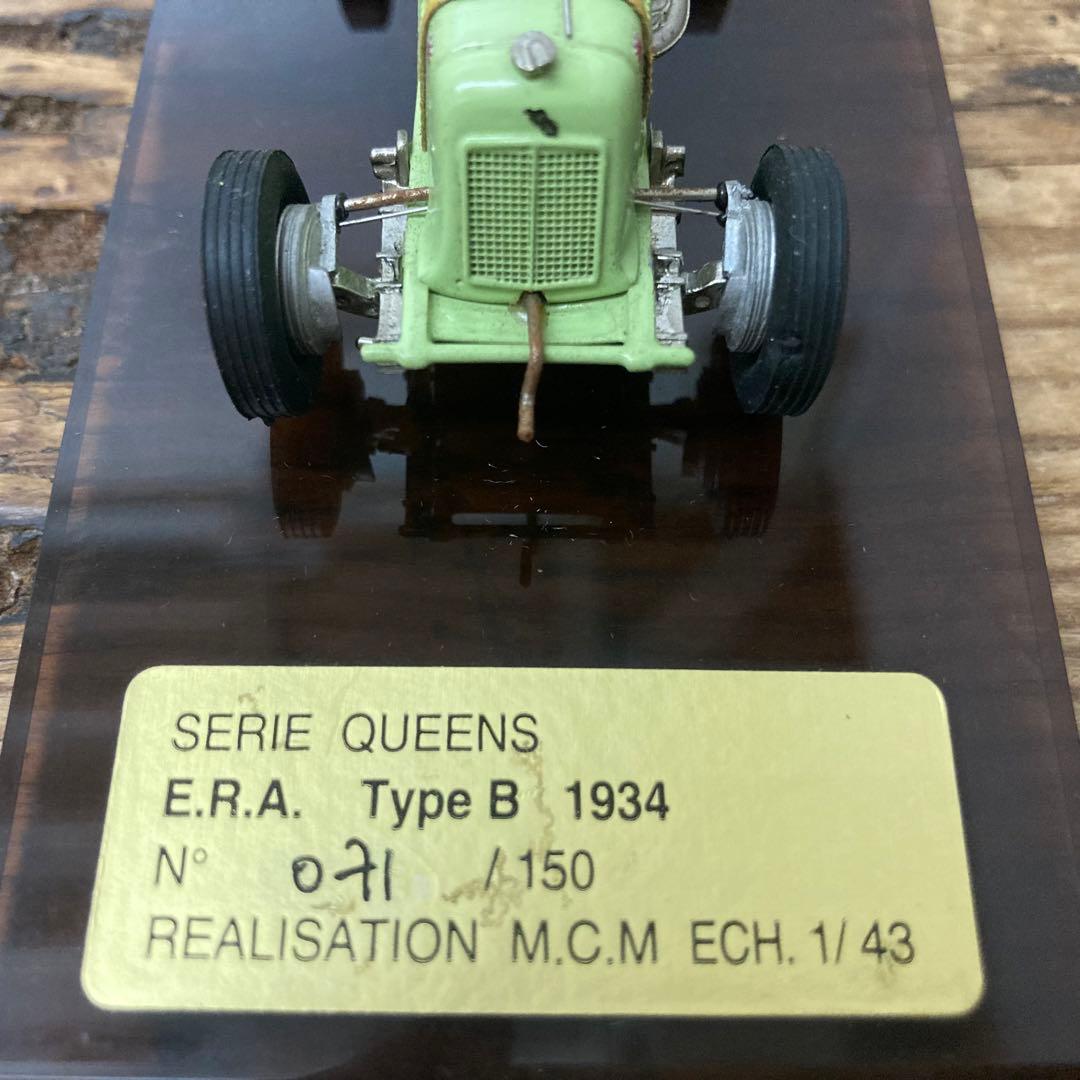 SERIE QUEENS
E.R.A. Type B 1934
N° 071 / 150
REALISATION M.C.M ECH. 1/ 43